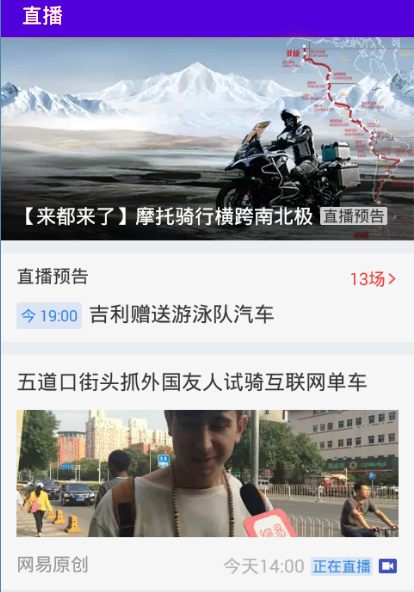 直播
【来都来了】摩托骑行横跨南北极 直播预告
直播预告 13场
今 19:00 吉利赠送游泳队汽车
五道口街头抓外国友人试骑互联网单车
网易
网易原创 今天14:00 正在直播